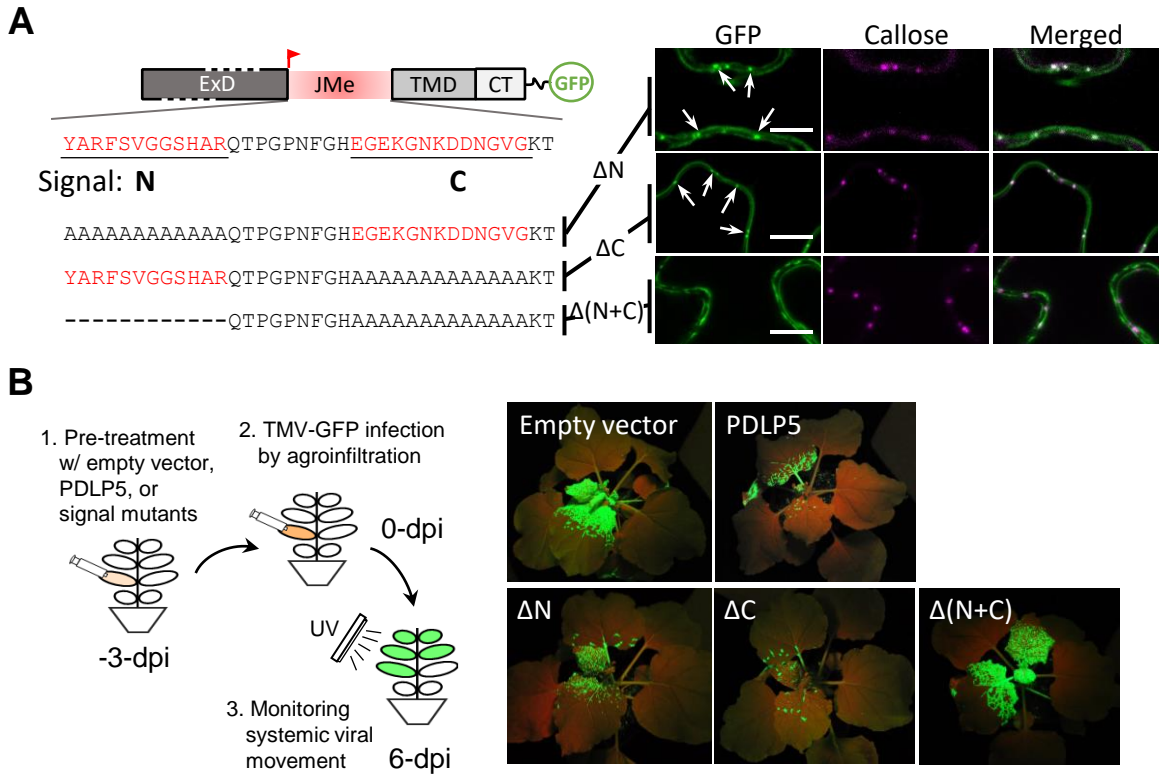 A
ExD
JMe
TMD
CT
GFP
YARFSVGGSHARQTPGPNFGHEGEKGNKDDNGVGKT
Signal: N C
AAAAAAAAAAAAQTPGPNFGHEGEKGNKDDNGVGKT
YARFSVGGSHARQTPGPNFGHAAAAAAAAAAAAAKT
------------QTPGPNFGHAAAAAAAAAAAAAKT
ΔN
ΔC
Δ(N+C)
GFP Callose Merged
B
1. Pre-treatment
w/ empty vector,
PDLP5, or
signal mutants
-3-dpi
2. TMV-GFP infection
by agroinfiltration
0-dpi
UV
3. Monitoring
systemic viral
movement
6-dpi
Empty vector
PDLP5
ΔN
ΔC
Δ(N+C)